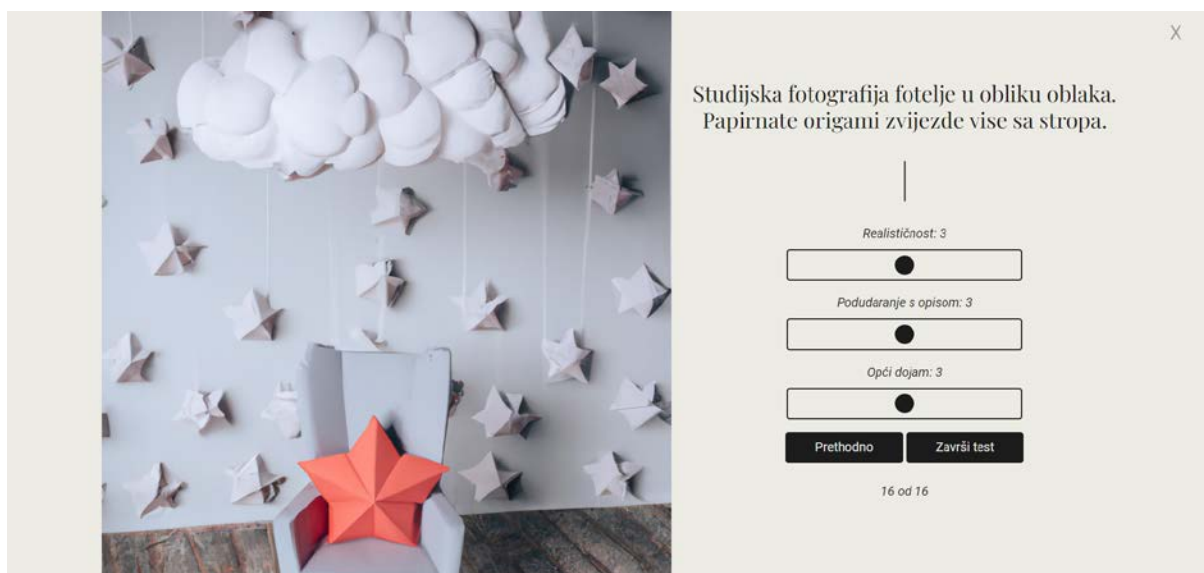 X
Studijska fotografija fotelje u obliku oblaka.
Papirnate origami zvijezde vise sa stropa.
Realističnost: 3
Podudaranje s opisom: 3
Opći dojam: 3
Prethodno Završi test
16 od 16